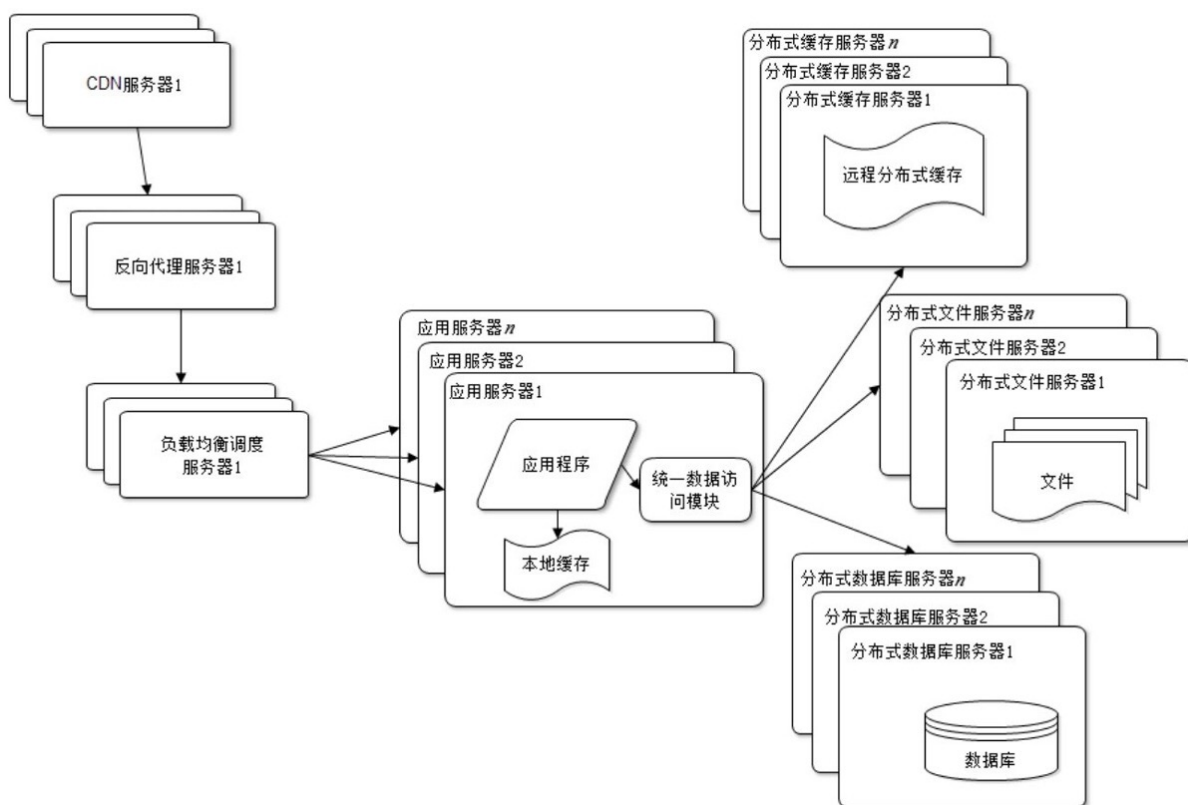 CDN服务器1
反向代理服务器1
负载均衡调度
服务器1
应用服务器n
应用服务器2
应用服务器1
应用程序
统一数据访
问模块
本地缓存
分布式缓存服务器n
分布式缓存服务器2
分布式缓存服务器1
远程分布式缓存
分布式文件服务器n
分布式文件服务器2
分布式文件服务器1
文件
分布式数据库服务器n
分布式数据库服务器2
分布式数据库服务器1
数据库